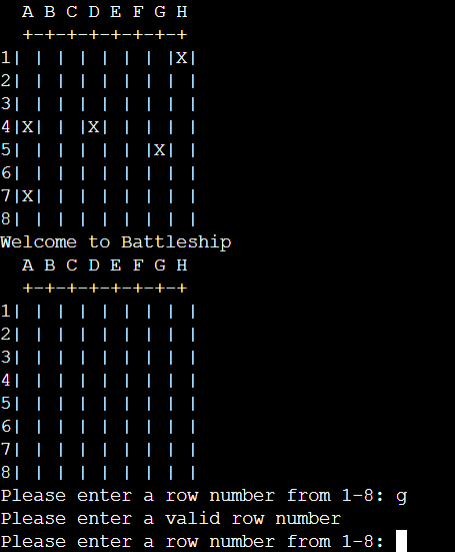 A B C D E F G H
  +-+-+-+-+-+-+-+
1| | | | | | | |X|
2| | | | | | | | |
3| | | | | | | | |
4|X| | |X| | | | |
5| | | | | | |X| |
6| | | | | | | | |
7|X| | | | | | | |
8| | | | | | | | |
Welcome to Battleship
  A B C D E F G H
  +-+-+-+-+-+-+-+
1| | | | | | | | |
2| | | | | | | | |
3| | | | | | | | |
4| | | | | | | | |
5| | | | | | | | |
6| | | | | | | | |
7| | | | | | | | |
8| | | | | | | | |
Please enter a row number from 1-8: g
Please enter a valid row number
Please enter a row number from 1-8: